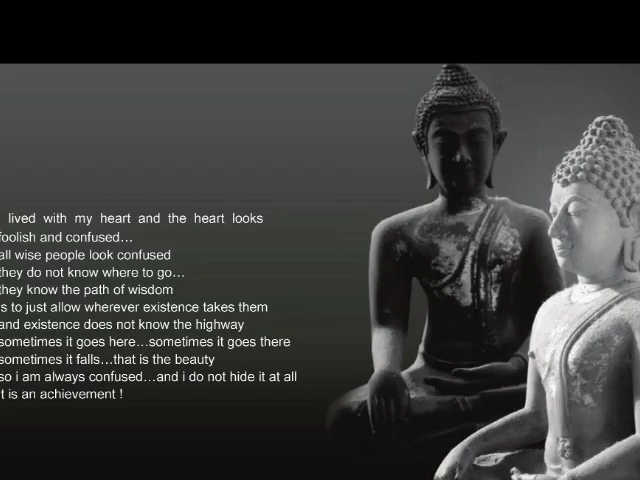 lived with my heart and the heart looks
foolish and confused...
all wise people look confused
they do not know where to go...
they know the path of wisdom
is to just allow wherever existence takes them
and existence does not know the highway
sometimes it goes here...sometimes it goes there
sometimes it falls...that is the beauty
so i am always confused...and i do not hide it at all
t is an achievement !